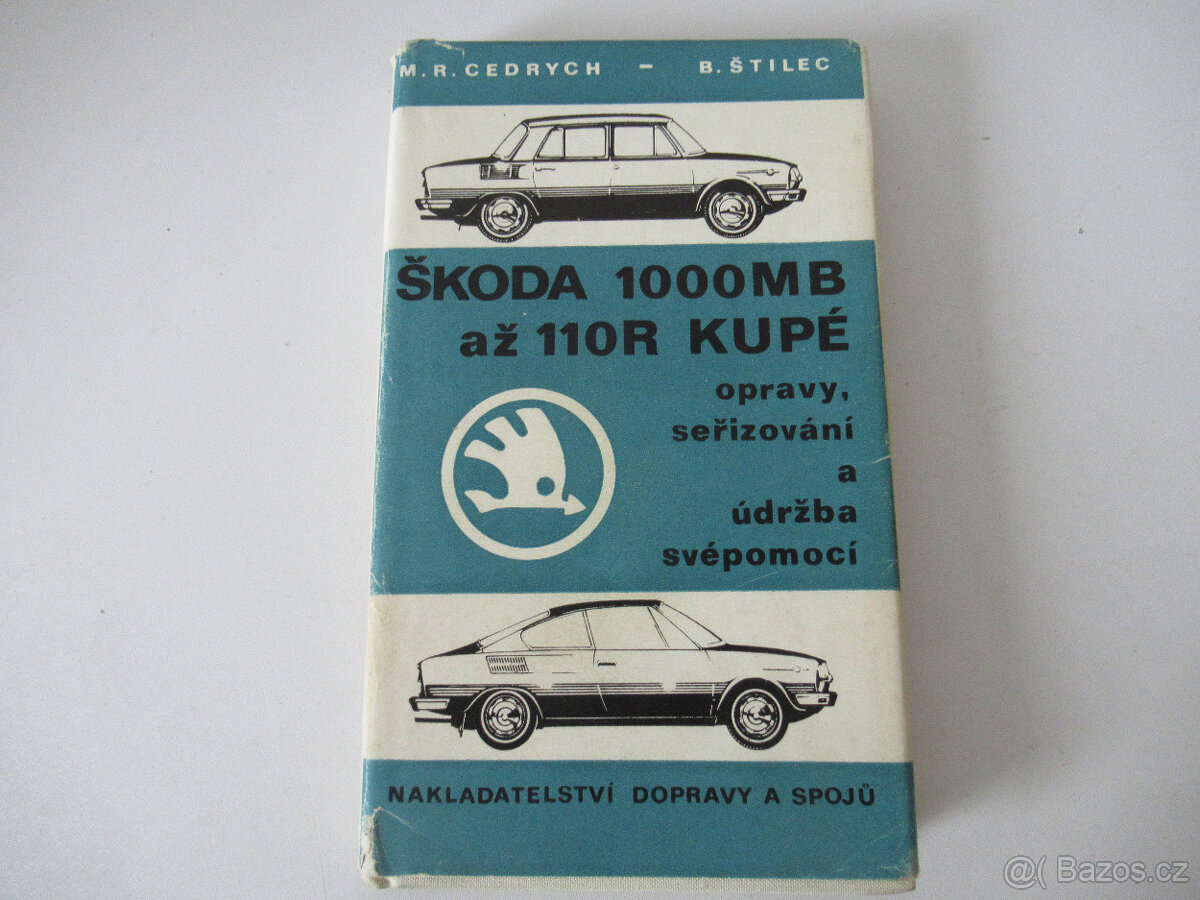 M.R.CEDRYCH – B.ŠTILEC
ŠKODA 1000MB
až 110R KUPÉ
opravy,
seřizování
a
údržba
svépomocí
NAKLADATELSTVÍ DOPRAVY A SPOJŮ
@( Bazos.cz